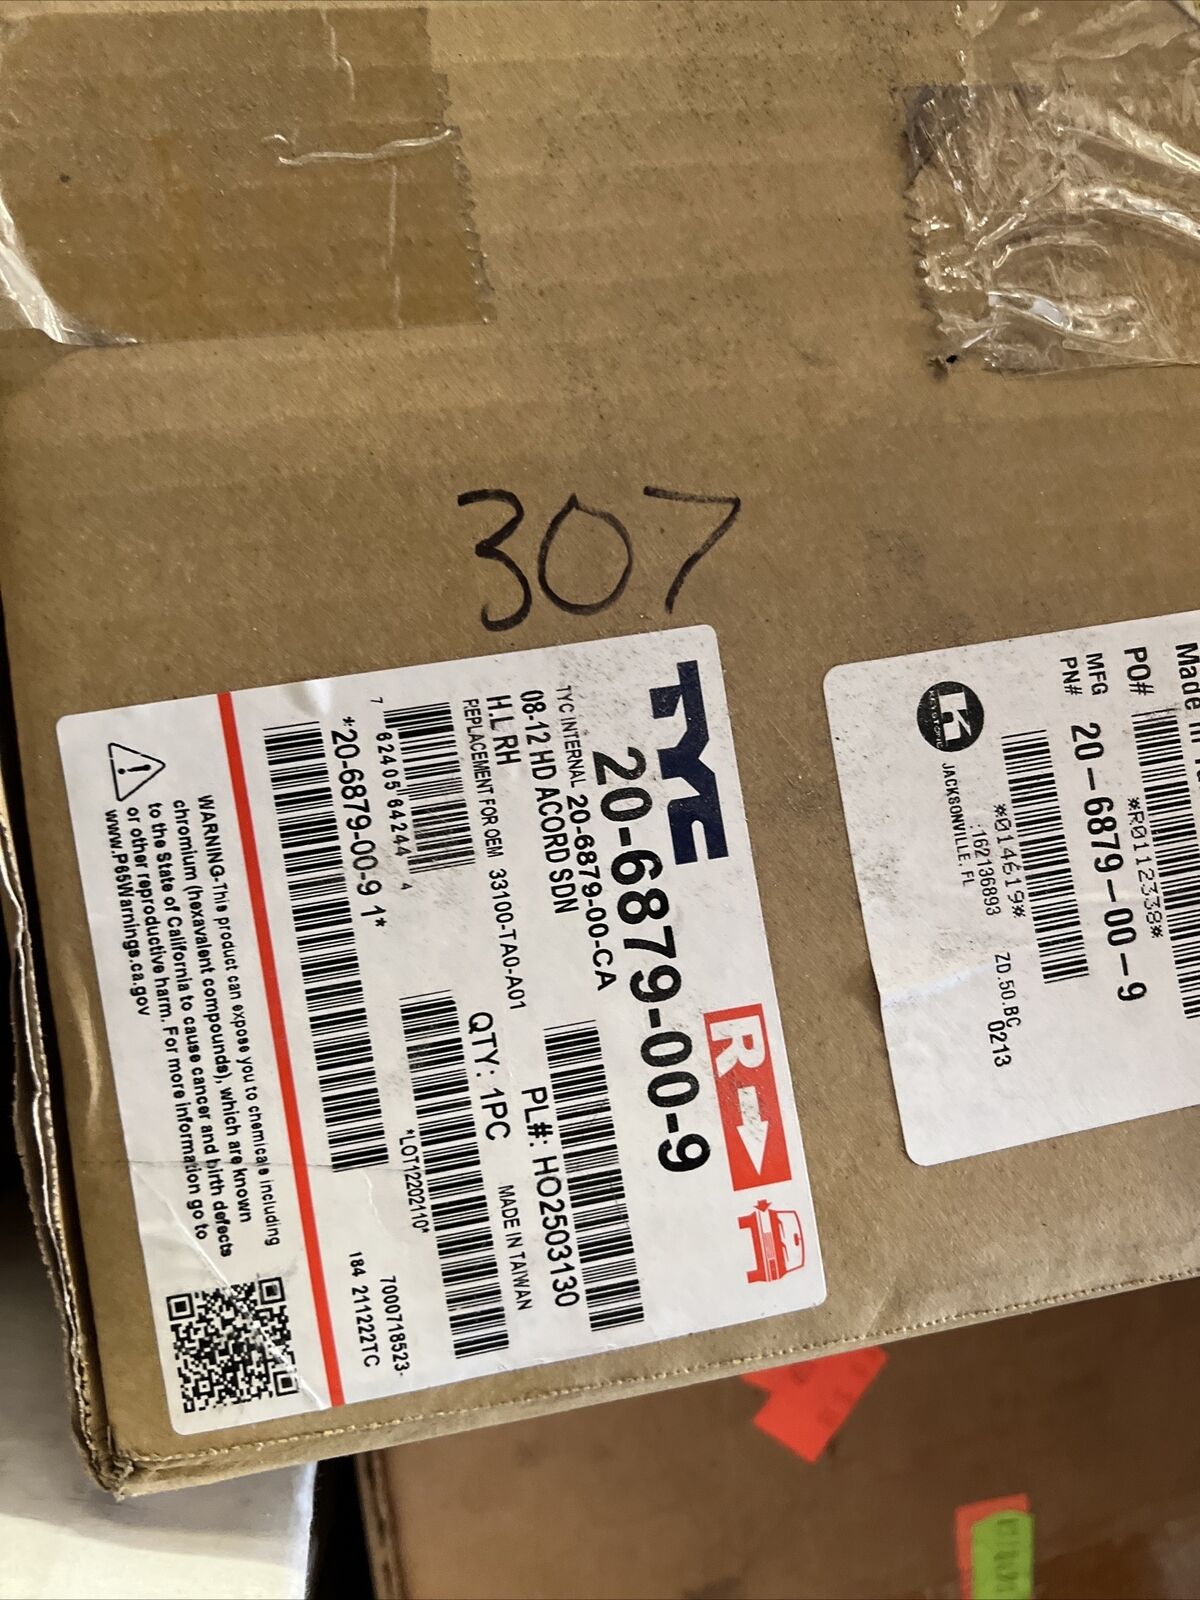 307
TYC
R
20-6879-00-9
TYC INTERNAL 20-6879-00-CA
08-12 HD ACORD SDN
H.L RH
REPLACEMENT FOR OEM 33100-TA0-A01
PL#: HO2503130
QTY: 1PC
MADE IN TAIWAN
7 62405 64244 4
*LOT12202110*
*20-6879-00-9 1*
7000718523-
184 211222TC
WARNING-This product can expose you to chemicals including
chromium (hexavalent compounds), which are known
to the State of California to cause cancer and birth defects
or other reproductive harm. For more information go to
www.P65Warnings.ca.gov
Made in
PO#
*R0112338*
MFG
PN#
20-6879-00-9
*014619*
ZD.50.BC
:162136893
0213
K
KEYSTONE
JACKSONVILLE, FL